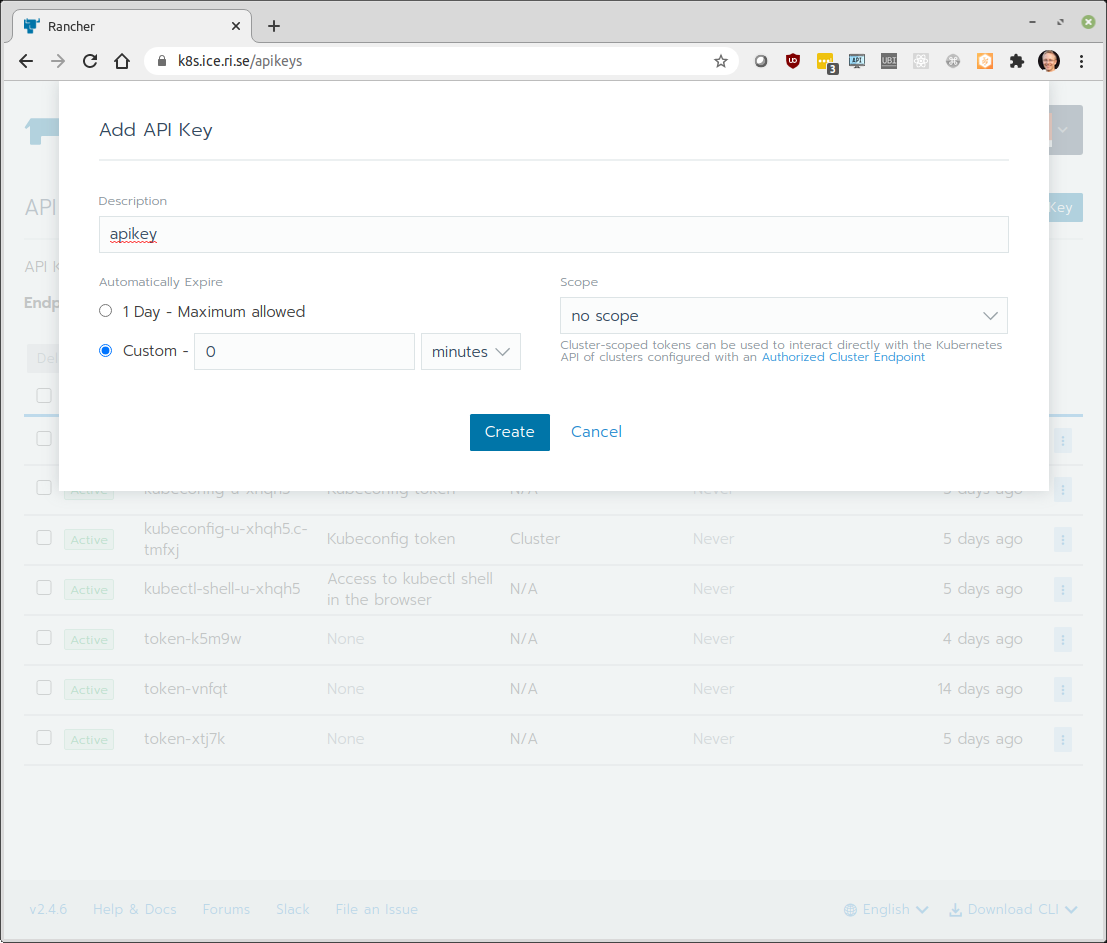 Rancher
k8s.ice.ri.se/apikeys
3
API
UBI
Add API Key
API
Key
Description
apikey
API K
Endp
Automatically Expire
Scope
1 Day - Maximum allowed
no scope
Custom - 0 minutes
Cluster-scoped tokens can be used to interact directly with the Kubernetes
API of clusters configured with an Authorized Cluster Endpoint
De
Create Cancel
Active kubeconfig-u-xhqh5 Kubeconfig token N/A Never 5 days ago
Active kubeconfig-u-xhqh5.c-
tmfxj Kubeconfig token Cluster Never 5 days ago
Active kubectl-shell-u-xhqh5 Access to kubectl shell
in the browser N/A Never 5 days ago
Active token-k5m9w None N/A Never 4 days ago
Active token-vnfqt None N/A Never 14 days ago
Active token-xtj7k None N/A Never 5 days ago
v2.4.6 Help & Docs Forums Slack File an Issue English Download CLI